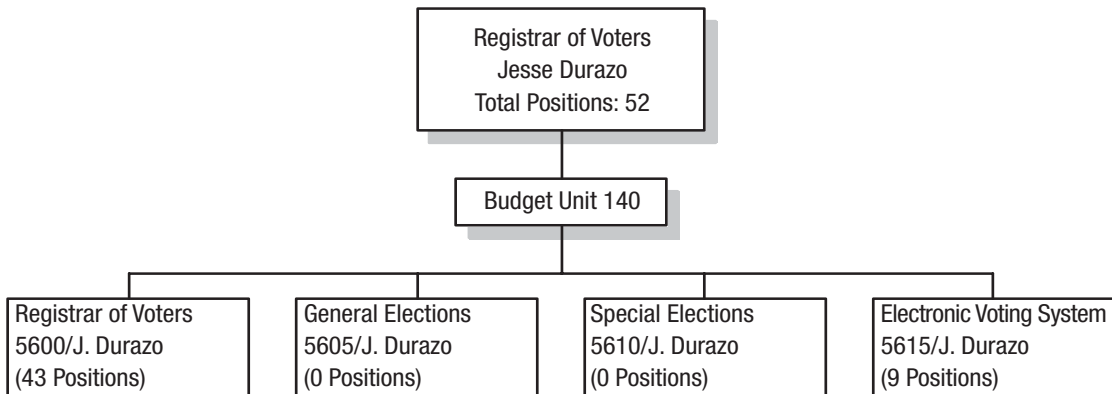 Registrar of Voters
Jesse Durazo
Total Positions: 52
Budget Unit 140
Registrar of Voters
5600/J. Durazo
(43 Positions)
General Elections
5605/J. Durazo
(0 Positions)
Special Elections
5610/J. Durazo
(0 Positions)
Electronic Voting System
5615/J. Durazo
(9 Positions)